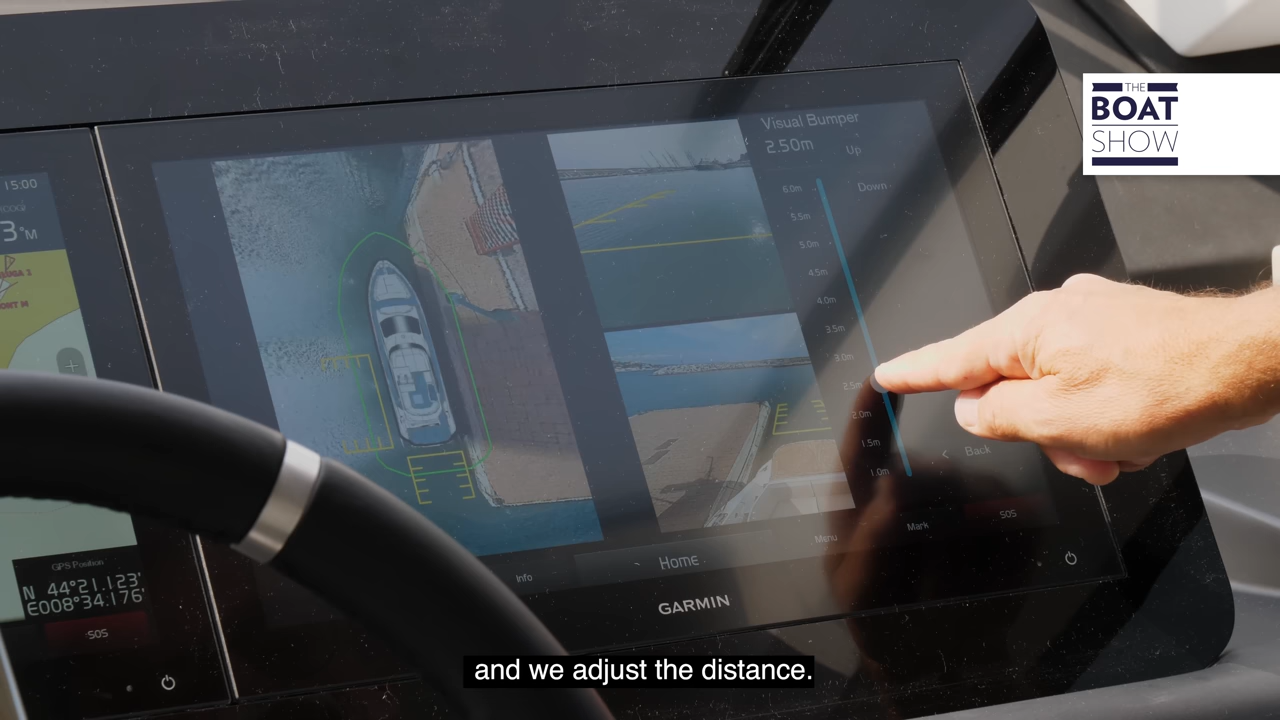 THE
BOAT
SHOW
15:00
3°M
Visual Bumper
2.50m
Up
Down
6.0m
5.5m
5.0m
4.5m
4.0m
3.5m
3.0m
2.5m
2.0m
1.5m
1.0m
< Back
GPS Position
N 44°21.123'
E008°34.176'
SOS
Info
Home
Menu
Mark
SOS
GARMIN
and we adjust the distance.